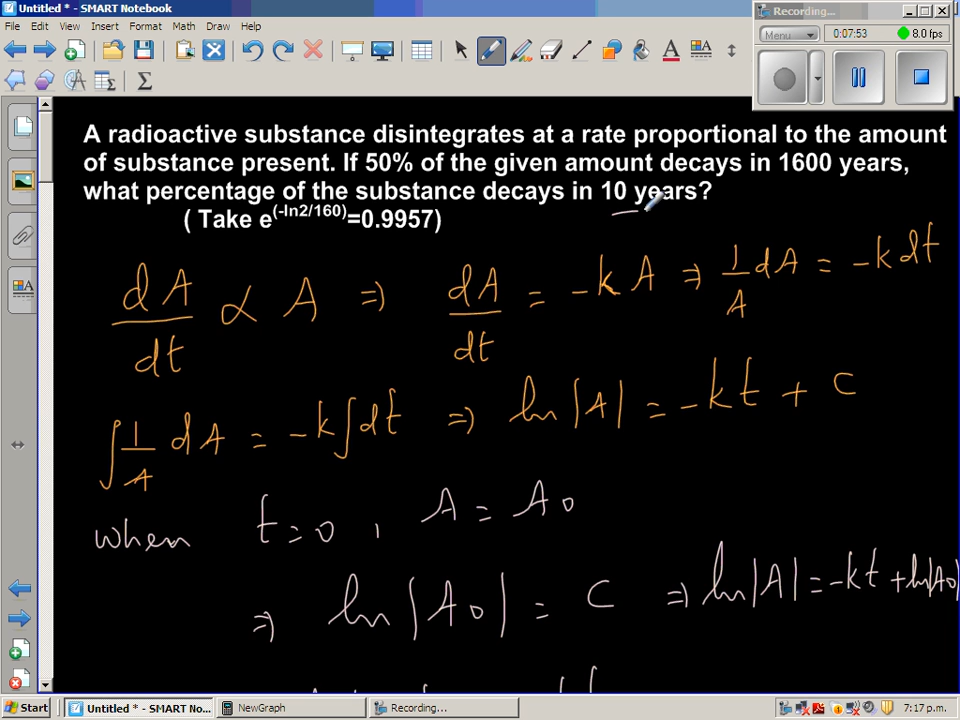 Untitled * - SMART Notebook
File Edit View Insert Format Math Draw Help
Recording...
Menu 0:07:53 8.0 fps
A radioactive substance disintegrates at a rate proportional to the amount
of substance present. If 50% of the given amount decays in 1600 years,
what percentage of the substance decays in 10 years?
( Take e^(-ln2/160)=0.9957)
dA/dt ∝ A ⇒ dA/dt = -kA ⇒ 1/A dA = -k dt
∫ 1/A dA = -k∫dt ⇒ ln|A| = -kt + c
when t=0, A = A0
⇒ ln|A0| = c ⇒ ln|A| = -kt + ln|A0|
Start Untitled * - SMART No... NewGraph Recording... 7:17 p.m.